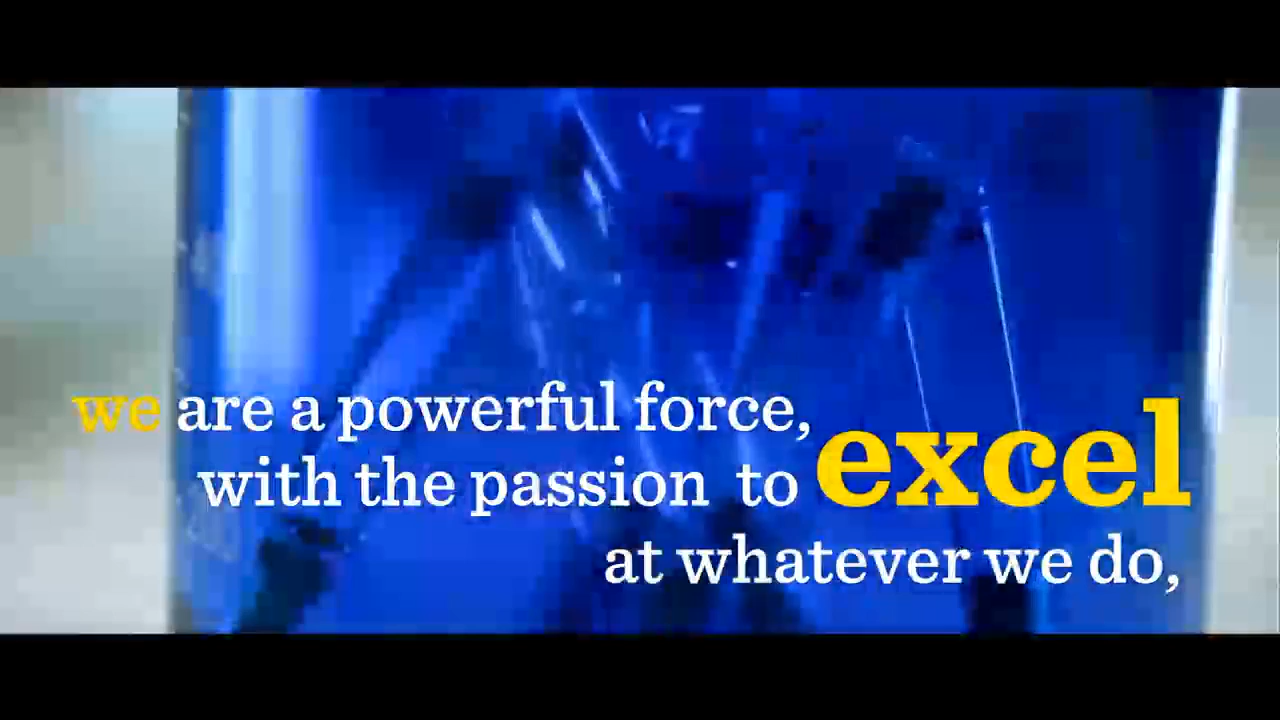 we are a powerful force,
with the passion to excel
at whatever we do,